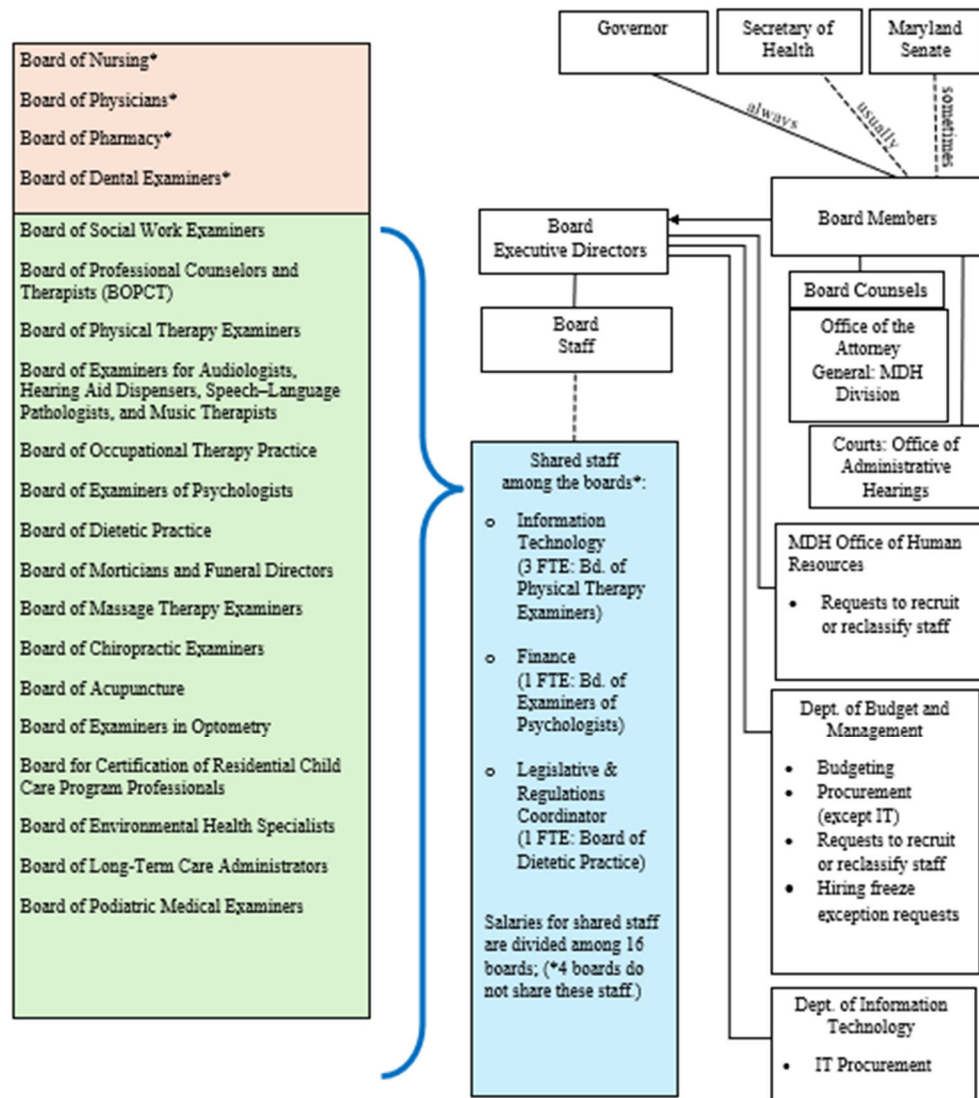 Board of Nursing*
Board of Physicians*
Board of Pharmacy*
Board of Dental Examiners*
Board of Social Work Examiners
Board of Professional Counselors and
Therapists (BOPCT)
Board of Physical Therapy Examiners
Board of Examiners for Audiologists,
Hearing Aid Dispensers, Speech–Language
Pathologists, and Music Therapists
Board of Occupational Therapy Practice
Board of Examiners of Psychologists
Board of Dietetic Practice
Board of Morticians and Funeral Directors
Board of Massage Therapy Examiners
Board of Chiropractic Examiners
Board of Acupuncture
Board of Examiners in Optometry
Board for Certification of Residential Child
Care Program Professionals
Board of Environmental Health Specialists
Board of Long-Term Care Administrators
Board of Podiatric Medical Examiners
Governor
Secretary of
Health
Maryland
Senate
always
usually
sometimes
Board Members
Board
Executive Directors
Board
Staff
Board Counsels
Office of the
Attorney
General: MDH
Division
Courts: Office of
Administrative
Hearings
Shared staff
among the boards*:
o Information
Technology
(3 FTE: Bd. of
Physical Therapy
Examiners)
o Finance
(1 FTE: Bd. of
Examiners of
Psychologists)
o Legislative &
Regulations
Coordinator
(1 FTE: Board of
Dietetic Practice)
Salaries for shared staff
are divided among 16
boards; (*4 boards do
not share these staff.)
MDH Office of Human
Resources
• Requests to recruit
or reclassify staff
Dept. of Budget and
Management
• Budgeting
• Procurement
(except IT)
• Requests to recruit
or reclassify staff
• Hiring freeze
exception requests
Dept. of Information
Technology
• IT Procurement